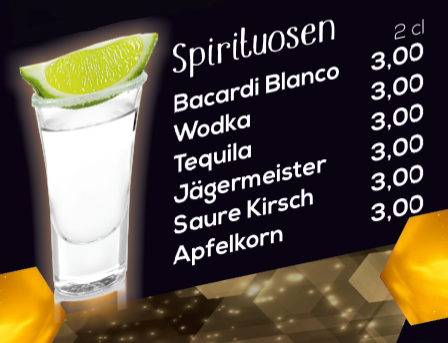 Spirituosen 2 cl
Bacardi Blanco 3,00
Wodka 3,00
Tequila 3,00
Jägermeister 3,00
Saure Kirsch 3,00
Apfelkorn 3,00